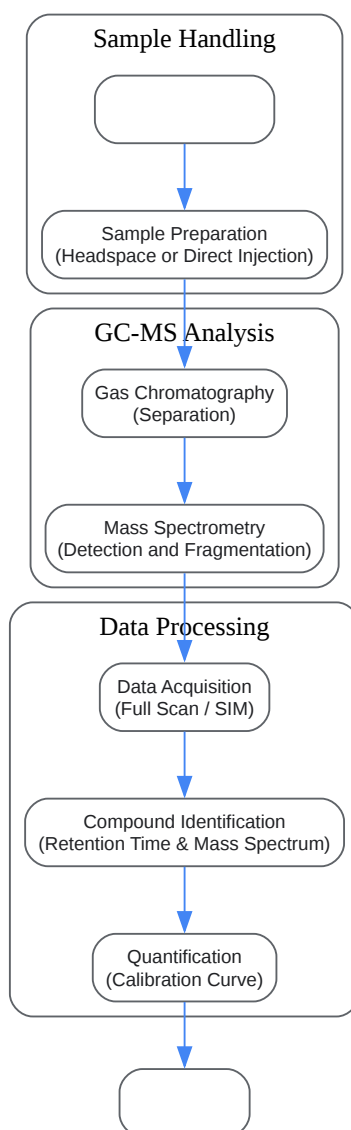 Sample Handling
Sample Preparation
(Headspace or Direct Injection)
GC-MS Analysis
Gas Chromatography
(Separation)
Mass Spectrometry
(Detection and Fragmentation)
Data Processing
Data Acquisition
(Full Scan / SIM)
Compound Identification
(Retention Time & Mass Spectrum)
Quantification
(Calibration Curve)